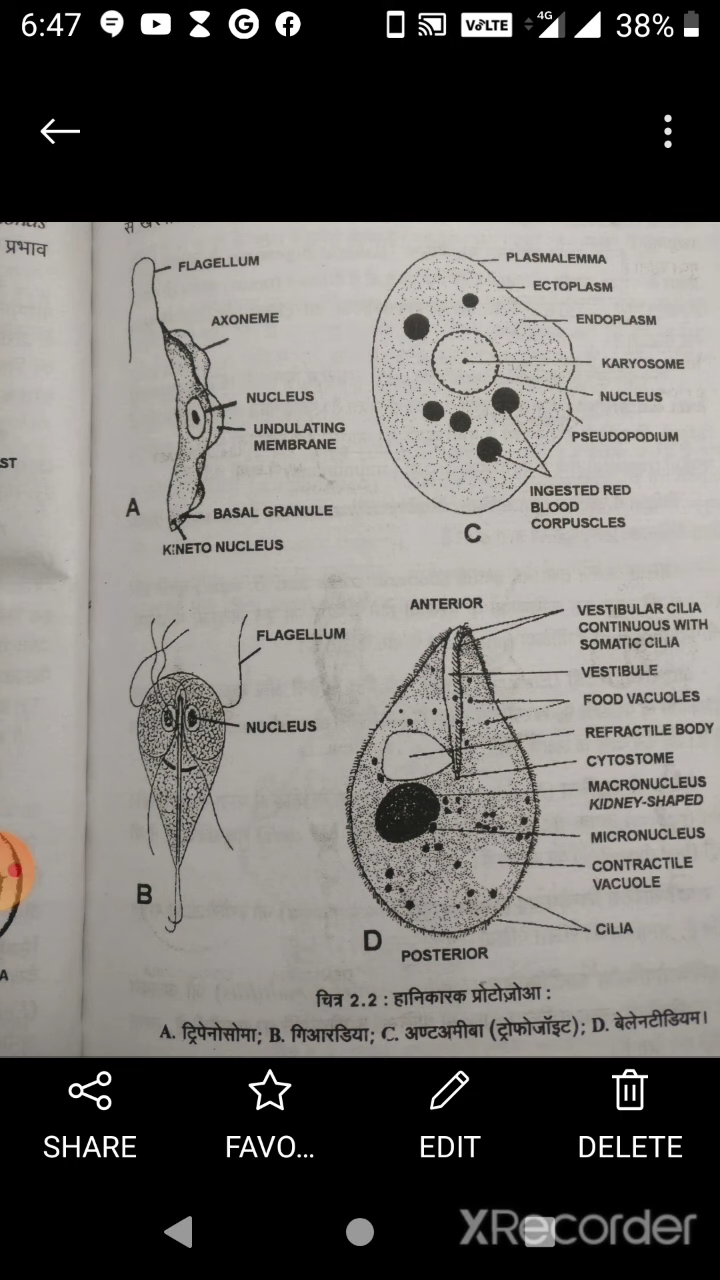 6:47
VoLTE
4G
38%
प्रभाव
FLAGELLUM
AXONEME
NUCLEUS
UNDULATING
MEMBRANE
ST
A
BASAL GRANULE
KINETO NUCLEUS
PLASMALEMMA
ECTOPLASM
ENDOPLASM
KARYOSOME
NUCLEUS
PSEUDOPODIUM
INGESTED RED
BLOOD
CORPUSCLES
C
FLAGELLUM
NUCLEUS
B
A
ANTERIOR
VESTIBULAR CILIA
CONTINUOUS WITH
SOMATIC CILIA
VESTIBULE
FOOD VACUOLES
REFRACTILE BODY
CYTOSTOME
MACRONUCLEUS
KIDNEY-SHAPED
MICRONUCLEUS
CONTRACTILE
VACUOLE
CILIA
D
POSTERIOR
चित्र 2.2 : हानिकारक प्रोटोज़ोआ :
A. ट्रिपेनोसोमा; B. गिआरडिया; C. अण्टअमीबा (ट्रोफोजॉइट); D. बेलेनटीडियम।
SHARE
FAVO...
EDIT
DELETE
XRecorder